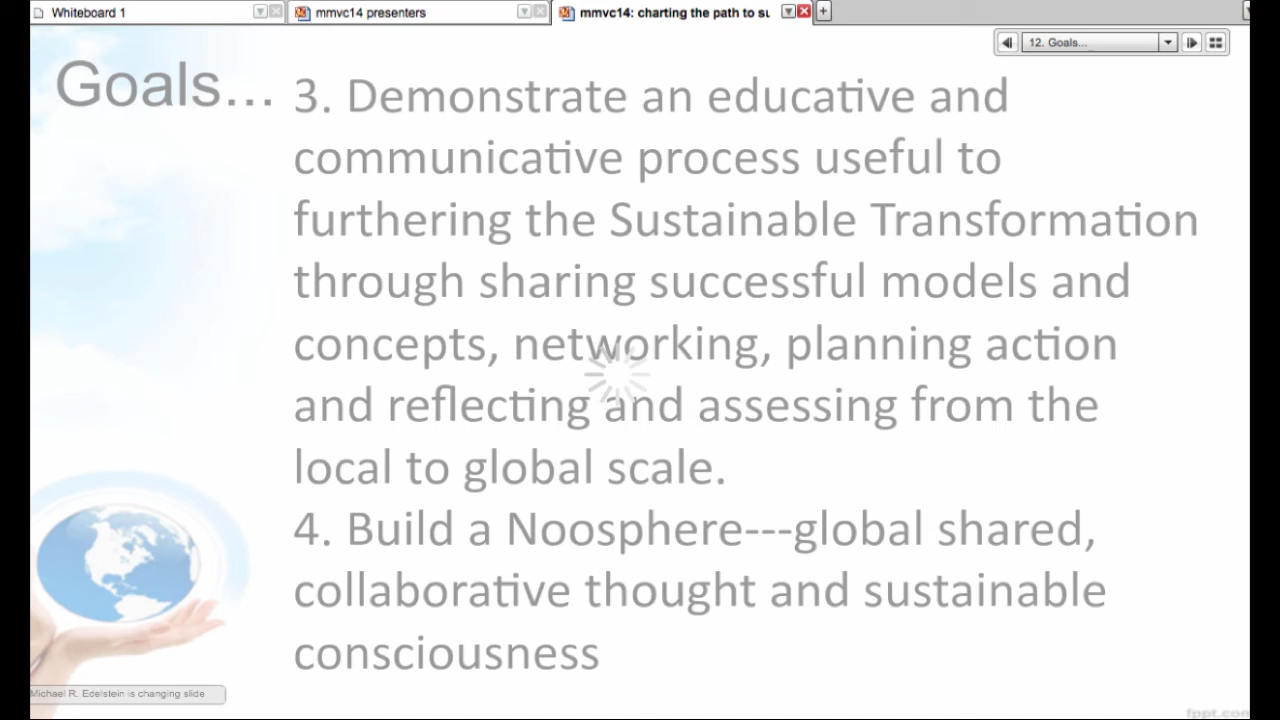 Whiteboard 1
mmvc14 presenters
mmvc14: charting the path to su
12. Goals...
Goals...
3. Demonstrate an educative and
communicative process useful to
furthering the Sustainable Transformation
through sharing successful models and
concepts, networking, planning action
and reflecting and assessing from the
local to global scale.
4. Build a Noosphere---global shared,
collaborative thought and sustainable
consciousness
Michael R. Edelstein is changing slide
fppt.com